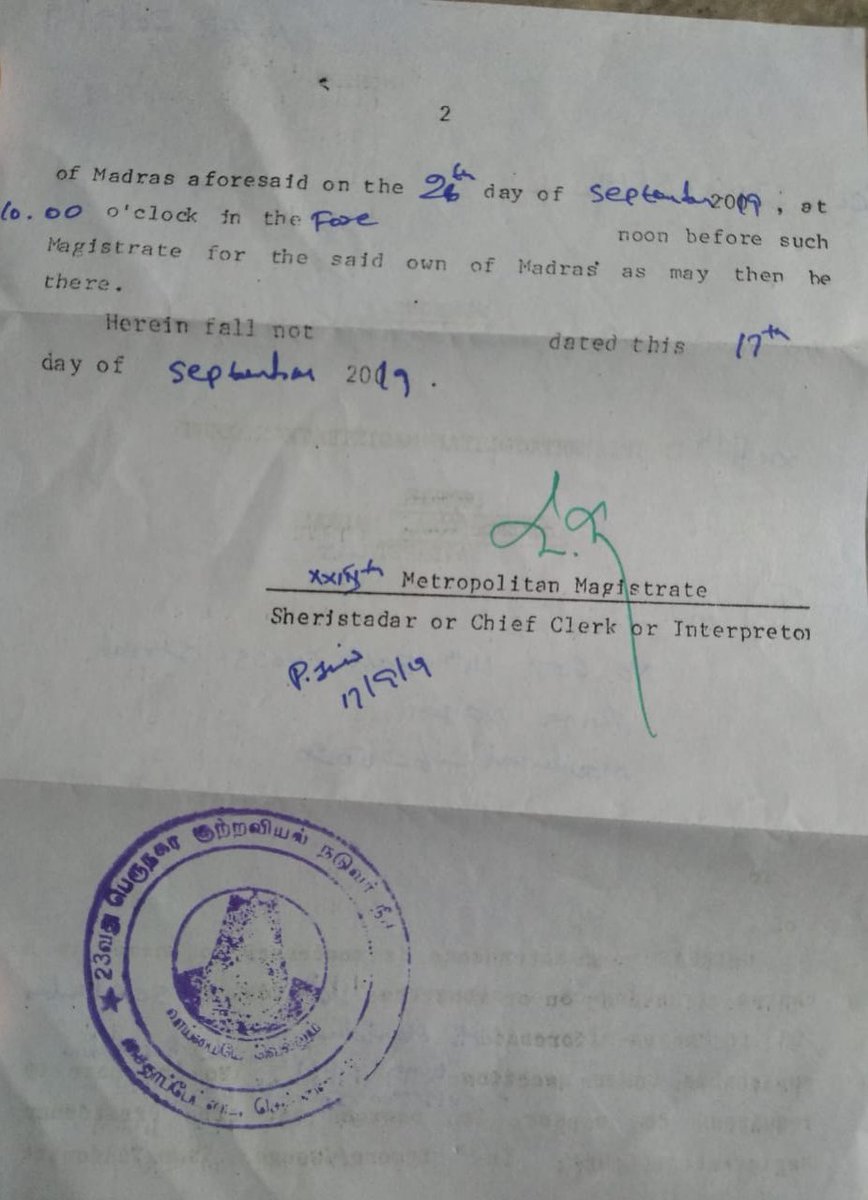 2
of Madras aforesaid on the 26th day of September 2019, at
10.00 o'clock in the Fore noon before such
Magistrate for the said own of Madras as may then be
there.
Herein fall not dated this 17th
day of September 2019.
Metropolitan Magistrate
Sheristadar or Chief Clerk or Interpretor
17/9/19
★ 23வது பெருநகர குற்றவியல் நடுவர் நீ
வாய்மையே வெல்லும்
சைதாப்பேட்டை,